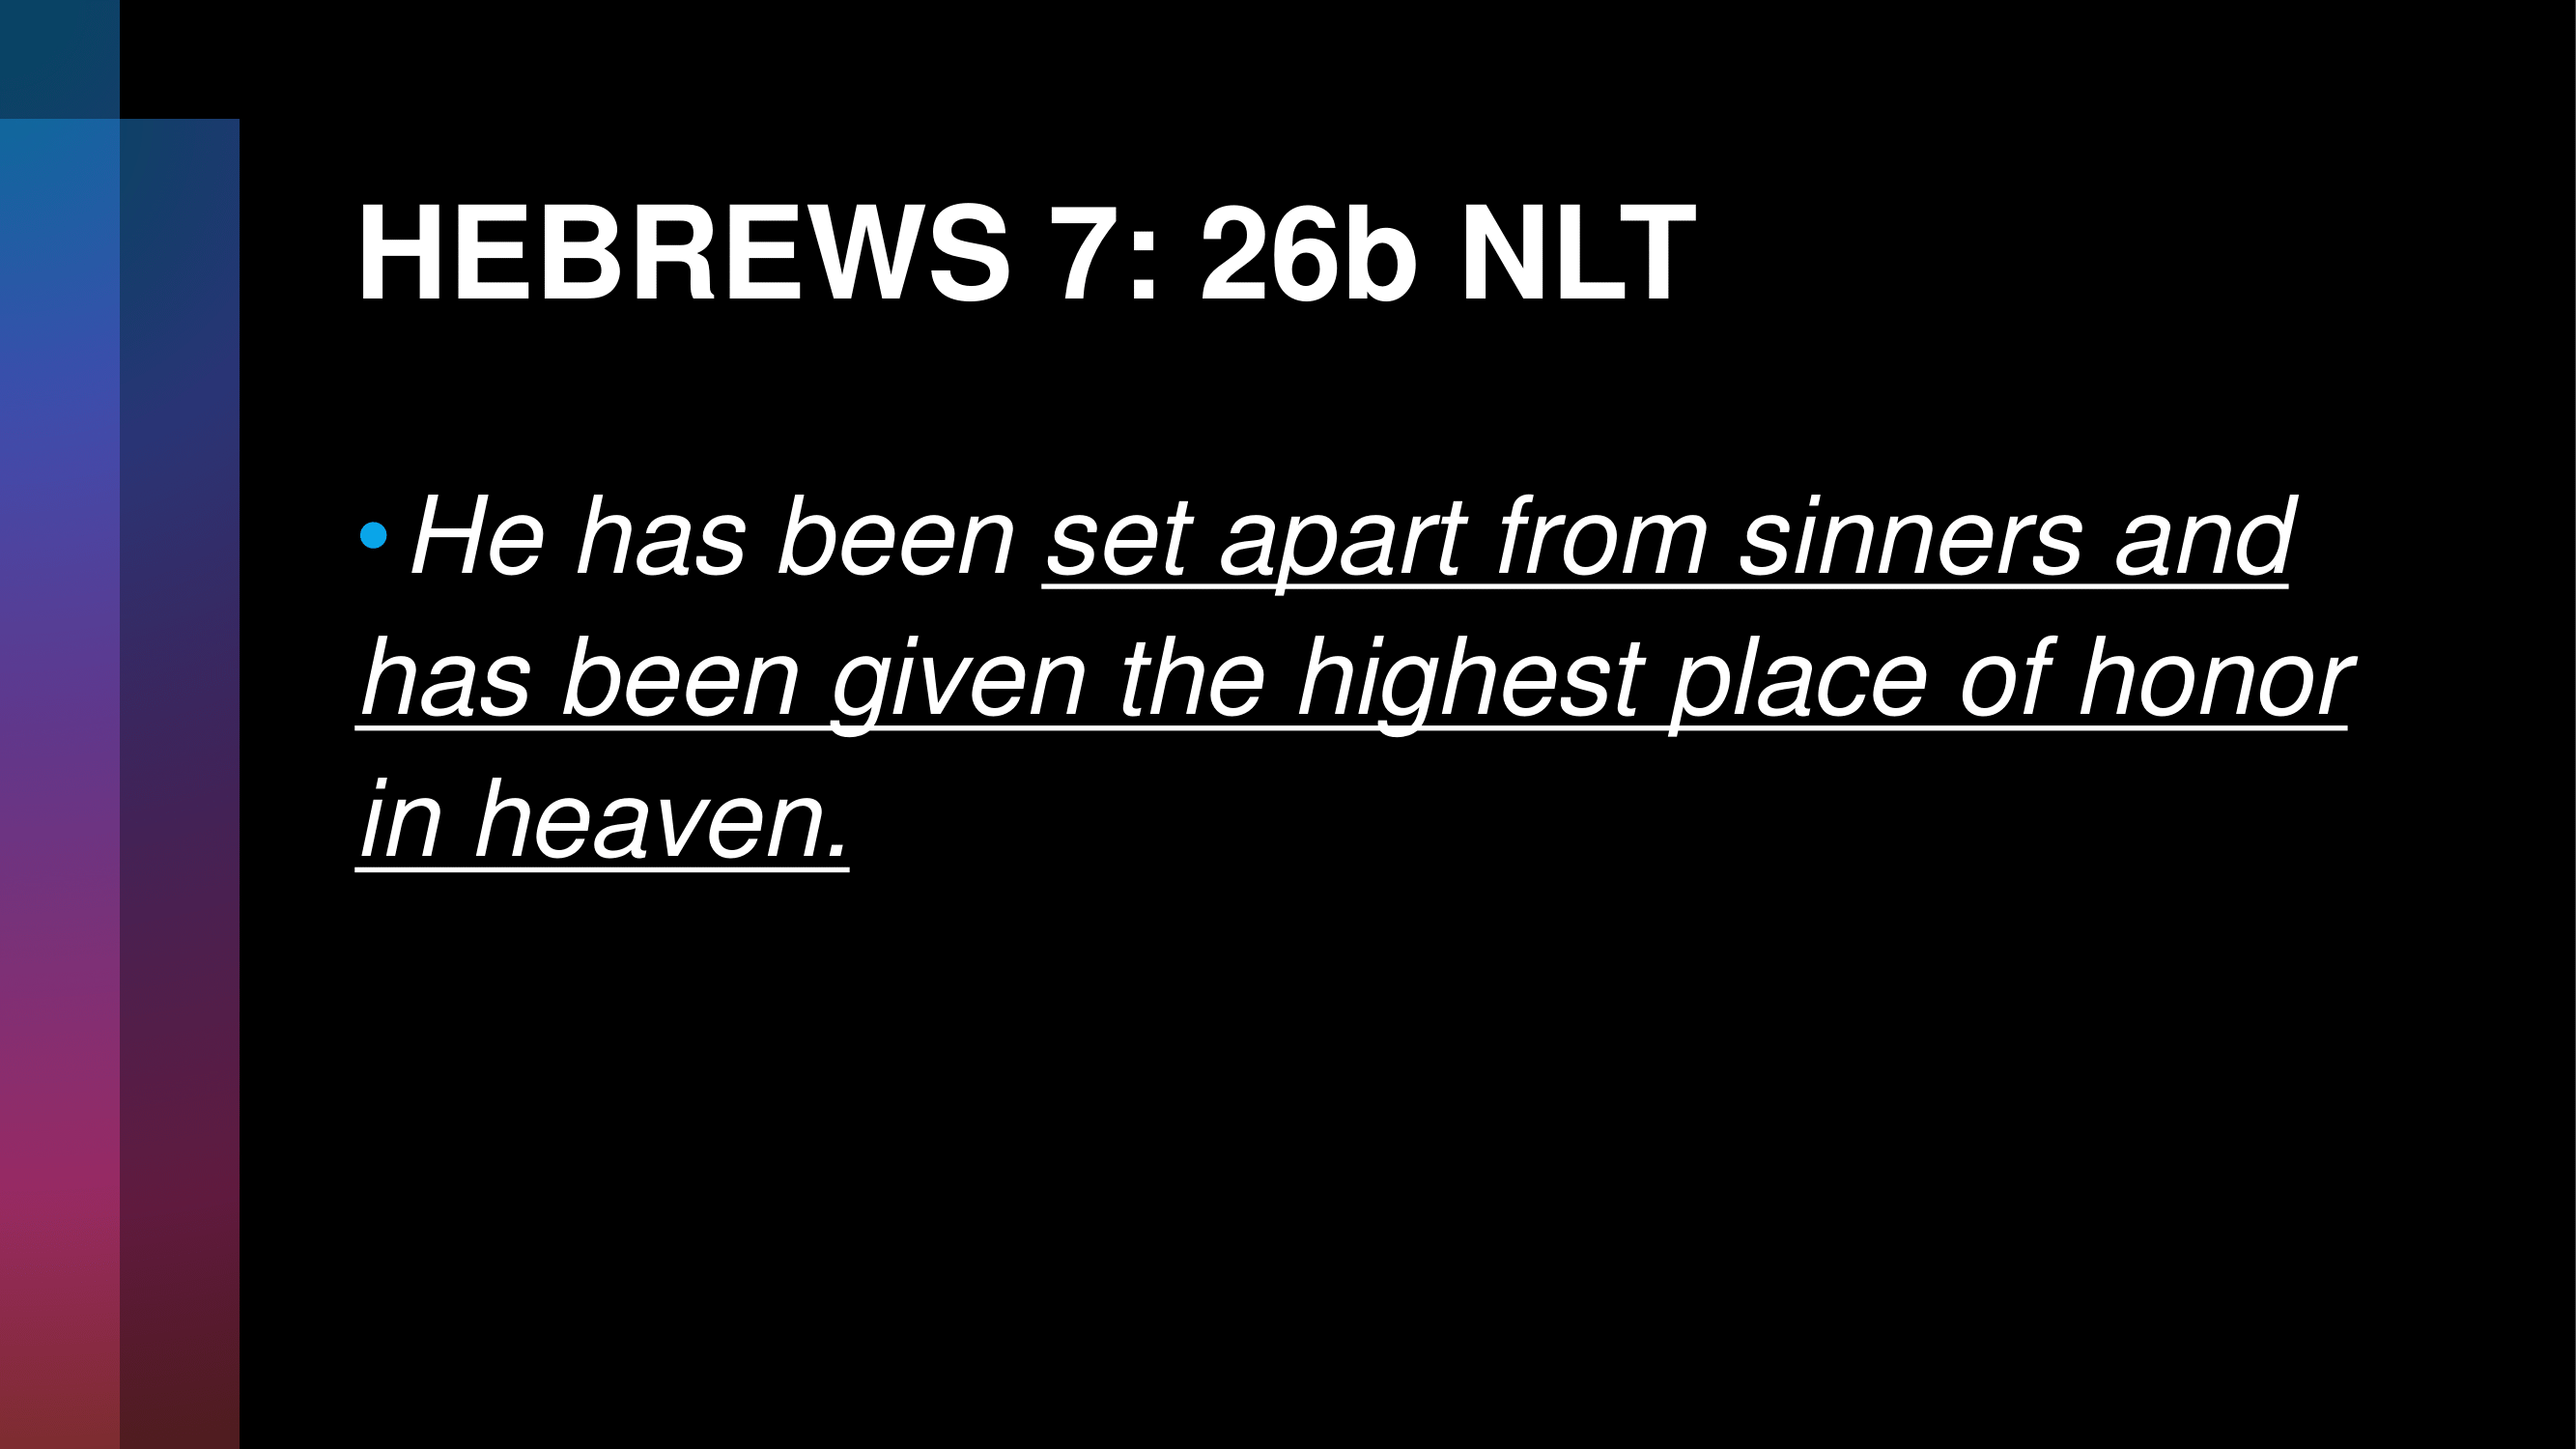 HEBREWS 7: 26b NLT
• He has been set apart from sinners and
has been given the highest place of honor
in heaven.